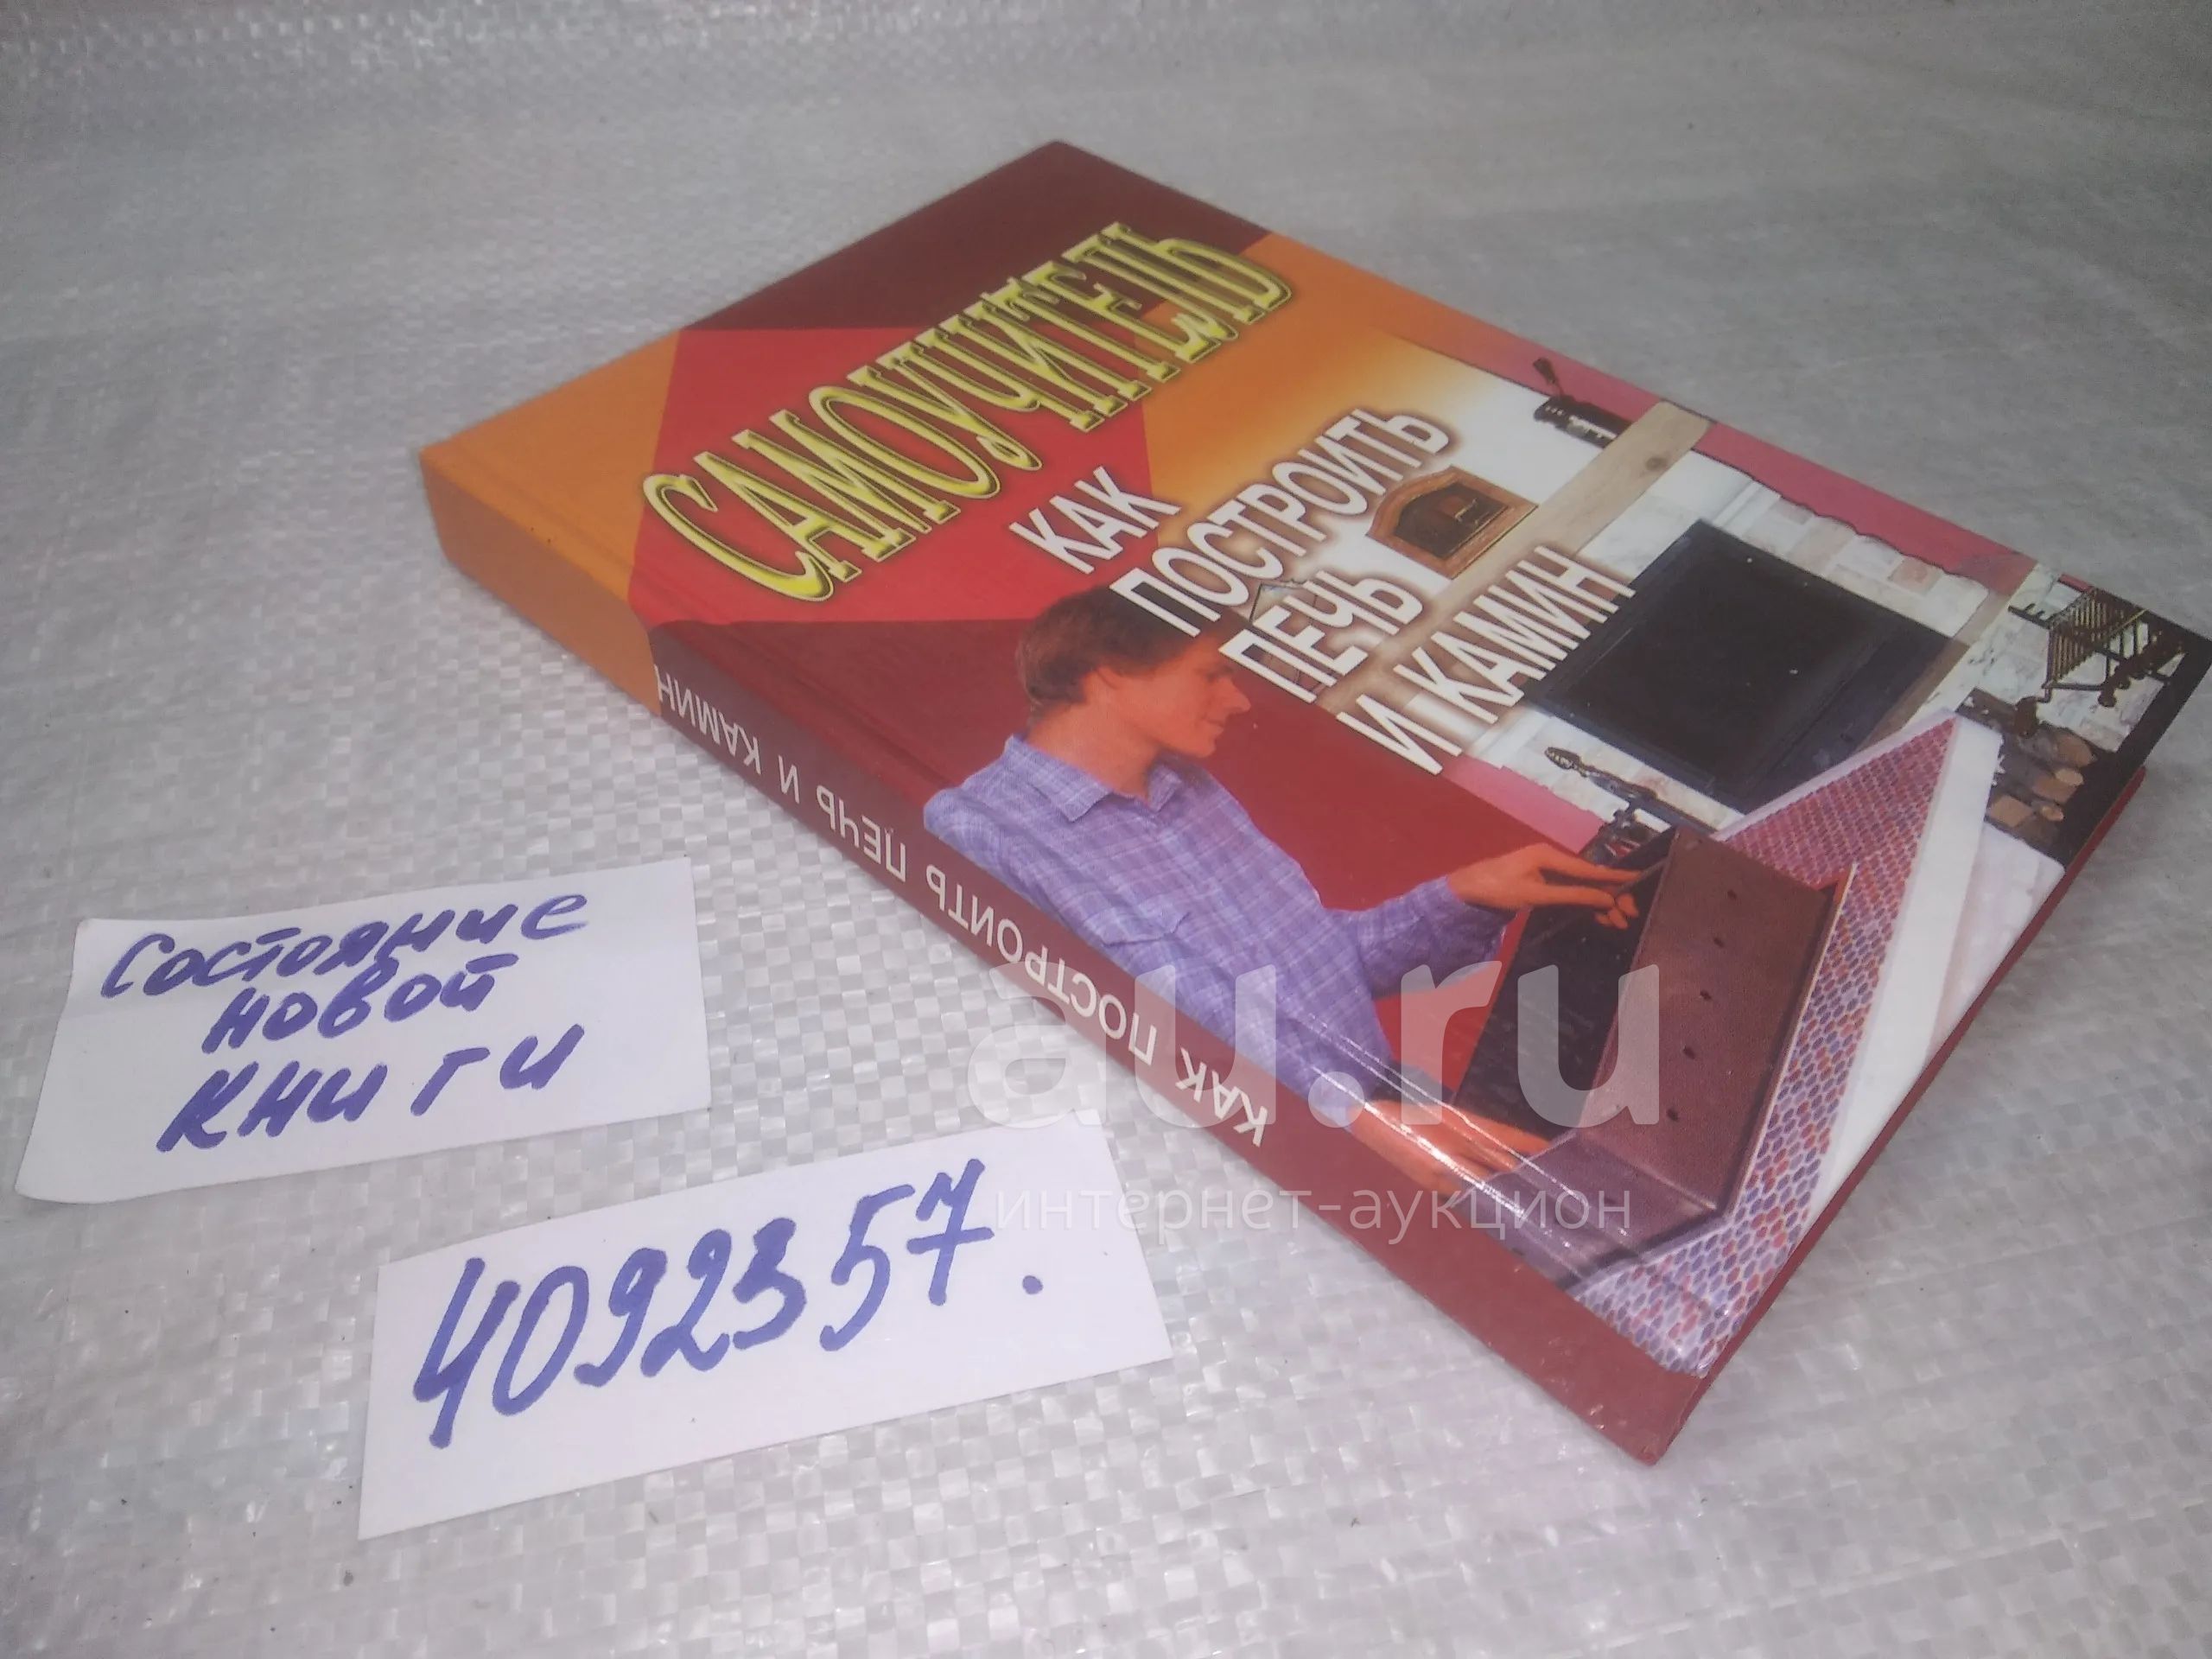 САМОУЧИТЕЛЬ
КАК
ПОСТРОИТЬ
ПЕЧЬ
И КАМИН
КАК ПОСТРОИТЬ ПЕЧЬ И КАМИН
Состояние
новой
книги
4092357.
au.ru
интернет-аукцион